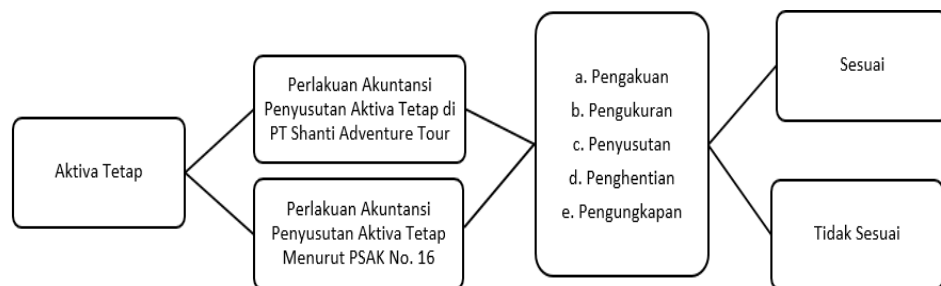 Aktiva Tetap
Perlakuan Akuntansi
Penyusutan Aktiva Tetap di
PT Shanti Adventure Tour
Perlakuan Akuntansi
Penyusutan Aktiva Tetap
Menurut PSAK No. 16
a. Pengakuan
b. Pengukuran
c. Penyusutan
d. Penghentian
e. Pengungkapan
Sesuai
Tidak Sesuai